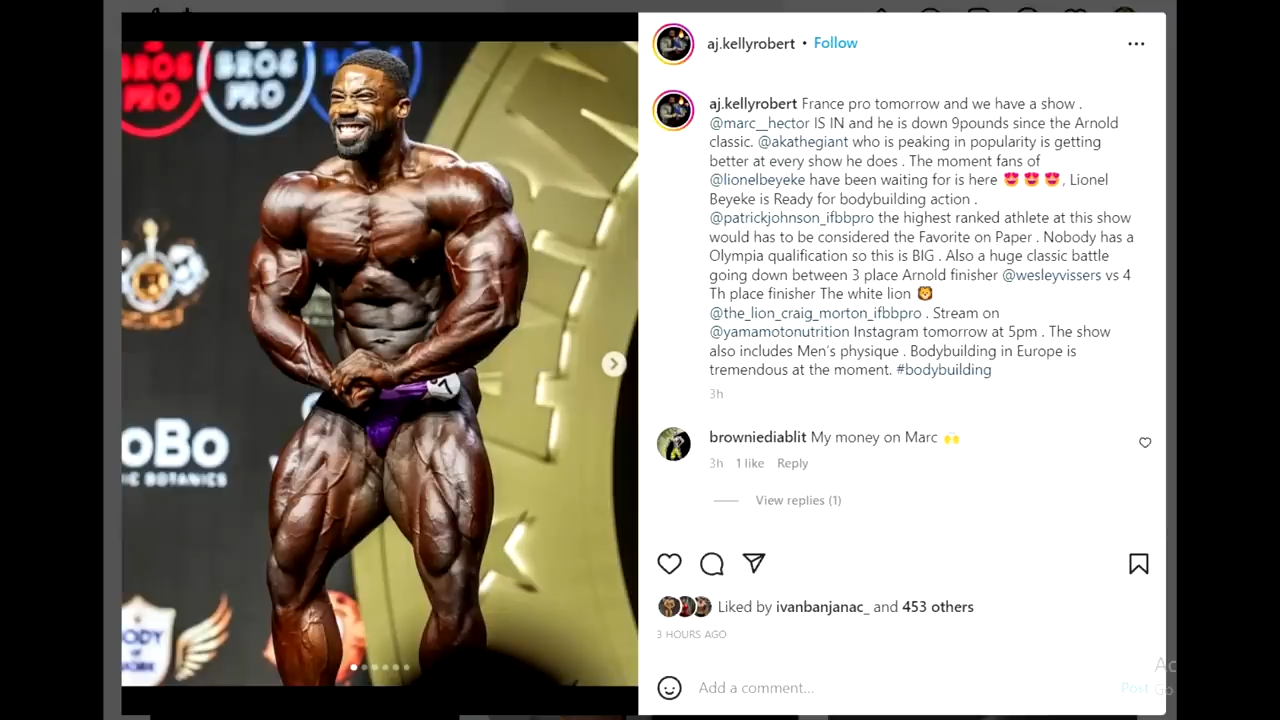 BROS
PRO
BROS
PRO
aj.kellyrobert • Follow
aj.kellyrobert France pro tomorrow and we have a show .
@marc__hector IS IN and he is down 9pounds since the Arnold
classic. @akathegiant who is peaking in popularity is getting
better at every show he does . The moment fans of
@lionelbeyeke have been waiting for is here 😍 😍 😍, Lionel
Beyeke is Ready for bodybuilding action .
@patrickjohnson_ifbbpro the highest ranked athlete at this show
would has to be considered the Favorite on Paper . Nobody has a
Olympia qualification so this is BIG . Also a huge classic battle
going down between 3 place Arnold finisher @wesleyvissers vs 4
Th place finisher The white lion 🦁
@the_lion_craig_morton_ifbbpro . Stream on
@yamamotonutrition Instagram tomorrow at 5pm . The show
also includes Men's physique . Bodybuilding in Europe is
tremendous at the moment. #bodybuilding
3h
browniediablit My money on Marc 🙌
3h 1 like Reply
View replies (1)
Liked by ivanbanjanac_ and 453 others
3 HOURS AGO
Add a comment...
Post
Go
7
oBo
IC BOTANICS
BODY